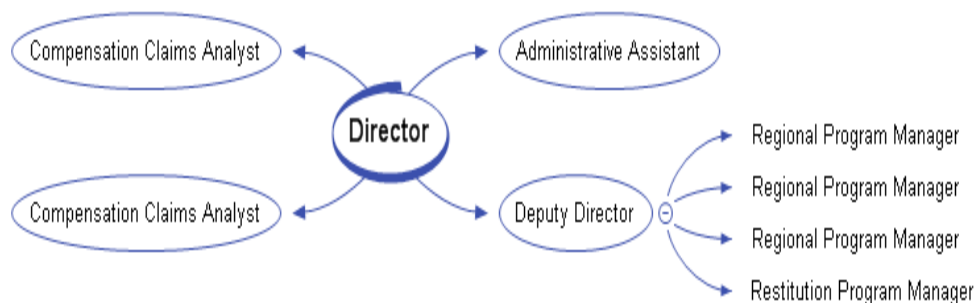 Compensation Claims Analyst
Administrative Assistant
Director
Compensation Claims Analyst
Deputy Director
Regional Program Manager
Regional Program Manager
Regional Program Manager
Restitution Program Manager